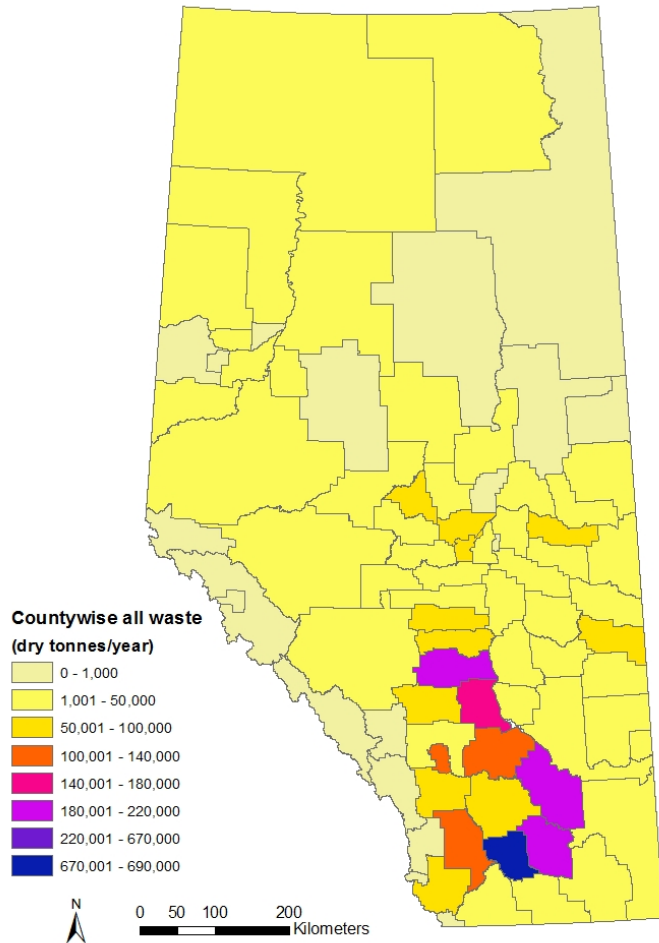 Countywise all waste
(dry tonnes/year)
0 - 1,000
1,001 - 50,000
50,001 - 100,000
100,001 - 140,000
140,001 - 180,000
180,001 - 220,000
220,001 - 670,000
670,001 - 690,000
N
0 50 100 200
Kilometers